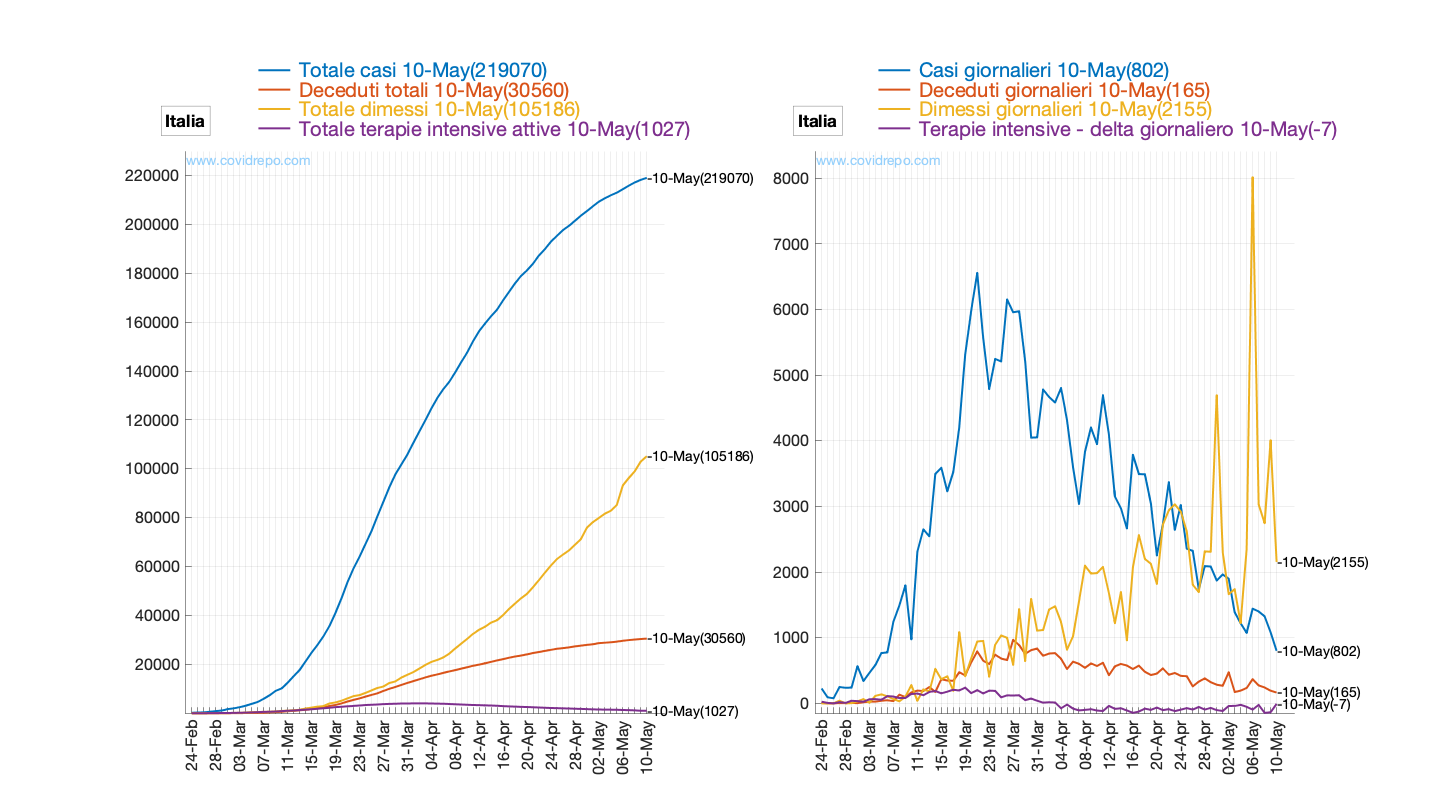 Totale casi 10-May(219070)
Deceduti totali 10-May(30560)
Totale dimessi 10-May(105186)
Totale terapie intensive attive 10-May(1027)
Italia
www.covidrepo.com
220000
200000
180000
160000
140000
120000
100000
80000
60000
40000
20000
-10-May(219070)
-10-May(105186)
-10-May(30560)
-10-May(1027)
24-Feb
28-Feb
03-Mar
07-Mar
11-Mar
15-Mar
19-Mar
23-Mar
27-Mar
31-Mar
04-Apr
08-Apr
12-Apr
16-Apr
20-Apr
24-Apr
28-Apr
02-May
06-May
10-May
Casi giornalieri 10-May(802)
Deceduti giornalieri 10-May(165)
Dimessi giornalieri 10-May(2155)
Terapie intensive - delta giornaliero 10-May(-7)
Italia
www.covidrepo.com
8000
7000
6000
5000
4000
3000
2000
1000
0
-10-May(2155)
-10-May(802)
-10-May(165)
-10-May(-7)
24-Feb
28-Feb
03-Mar
07-Mar
11-Mar
15-Mar
19-Mar
23-Mar
27-Mar
31-Mar
04-Apr
08-Apr
12-Apr
16-Apr
20-Apr
24-Apr
28-Apr
02-May
06-May
10-May